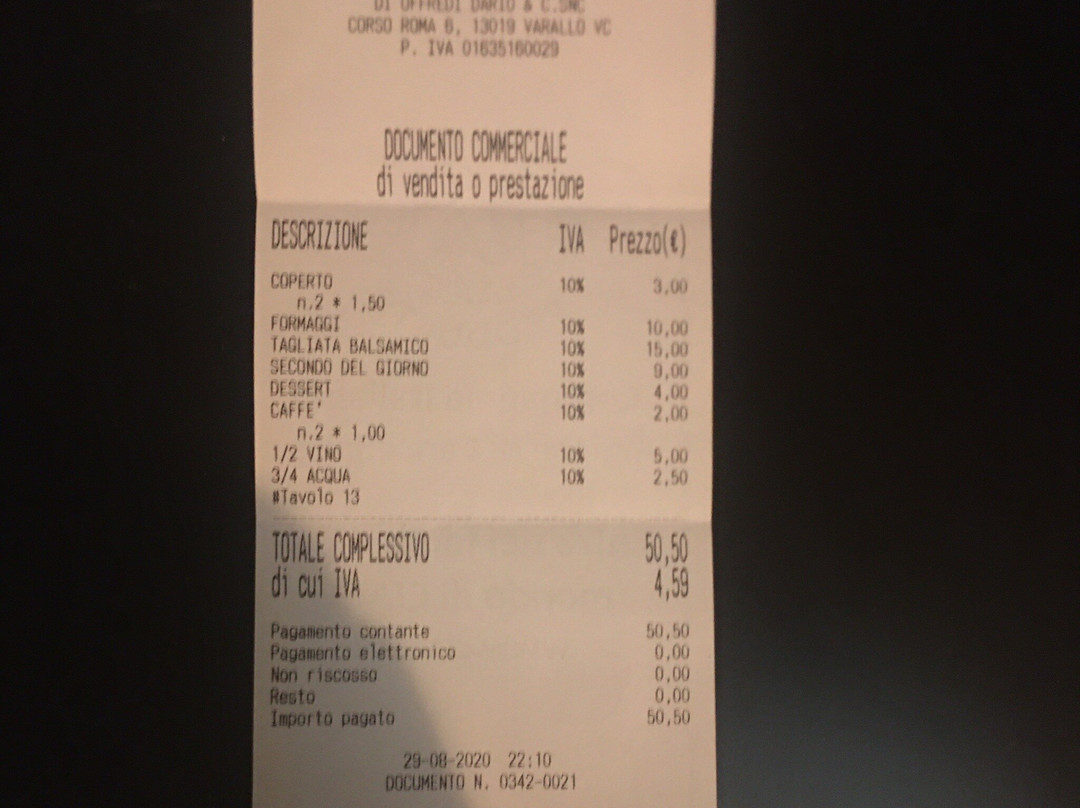 DI OFFREDI DARIO & C.SNC
CORSO ROMA 6, 13019 VARALLO VC
P. IVA 01635160029
DOCUMENTO COMMERCIALE
di vendita o prestazione
DESCRIZIONE IVA Prezzo(€)
COPERTO 10% 3,00
n.2 * 1,50
FORMAGGI 10% 10,00
TAGLIATA BALSAMICO 10% 15,00
SECONDO DEL GIORNO 10% 9,00
DESSERT 10% 4,00
CAFFE' 10% 2,00
n.2 * 1,00
1/2 VINO 10% 5,00
3/4 ACQUA 10% 2,50
#Tavolo 13
TOTALE COMPLESSIVO 50,50
di cui IVA 4,59
Pagamento contante 50,50
Pagamento elettronico 0,00
Non riscosso 0,00
Resto 0,00
Importo pagato 50,50
29-08-2020 22:10
DOCUMENTO N. 0342-0021